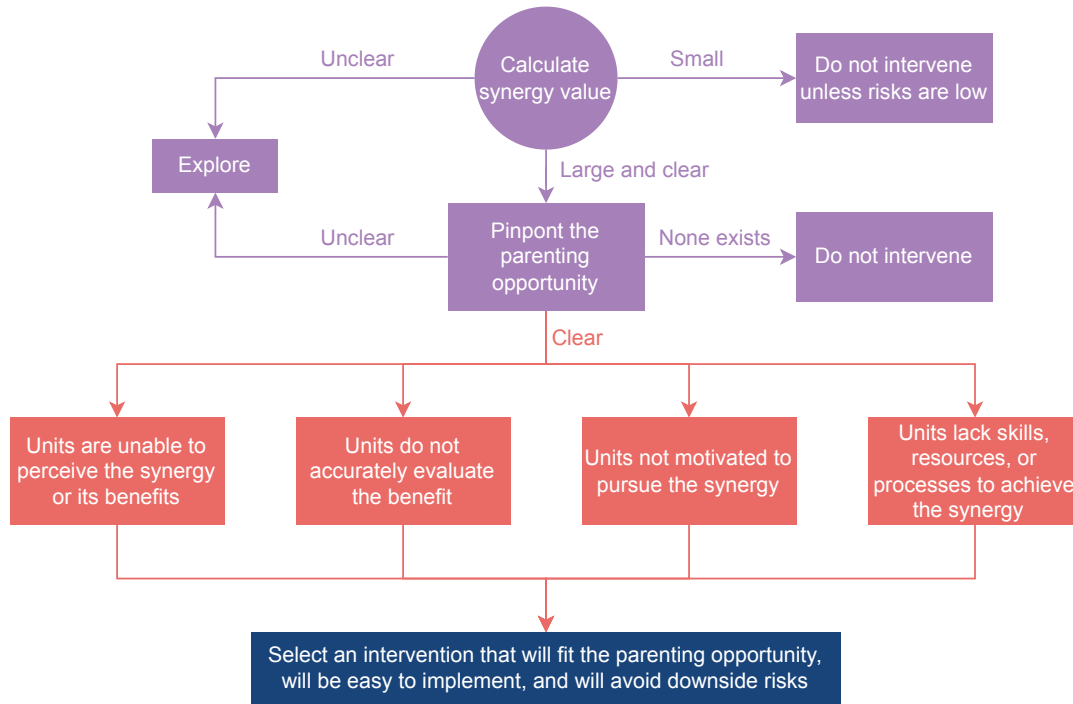 Calculate
synergy value
Unclear
Small
Do not intervene
unless risks are low
Explore
Large and clear
Unclear
Pinpont the
parenting
opportunity
None exists
Do not intervene
Clear
Units are unable to
perceive the synergy
or its benefits
Units do not
accurately evaluate
the benefit
Units not motivated to
pursue the synergy
Units lack skills,
resources, or
processes to achieve
the synergy
Select an intervention that will fit the parenting opportunity,
will be easy to implement, and will avoid downside risks